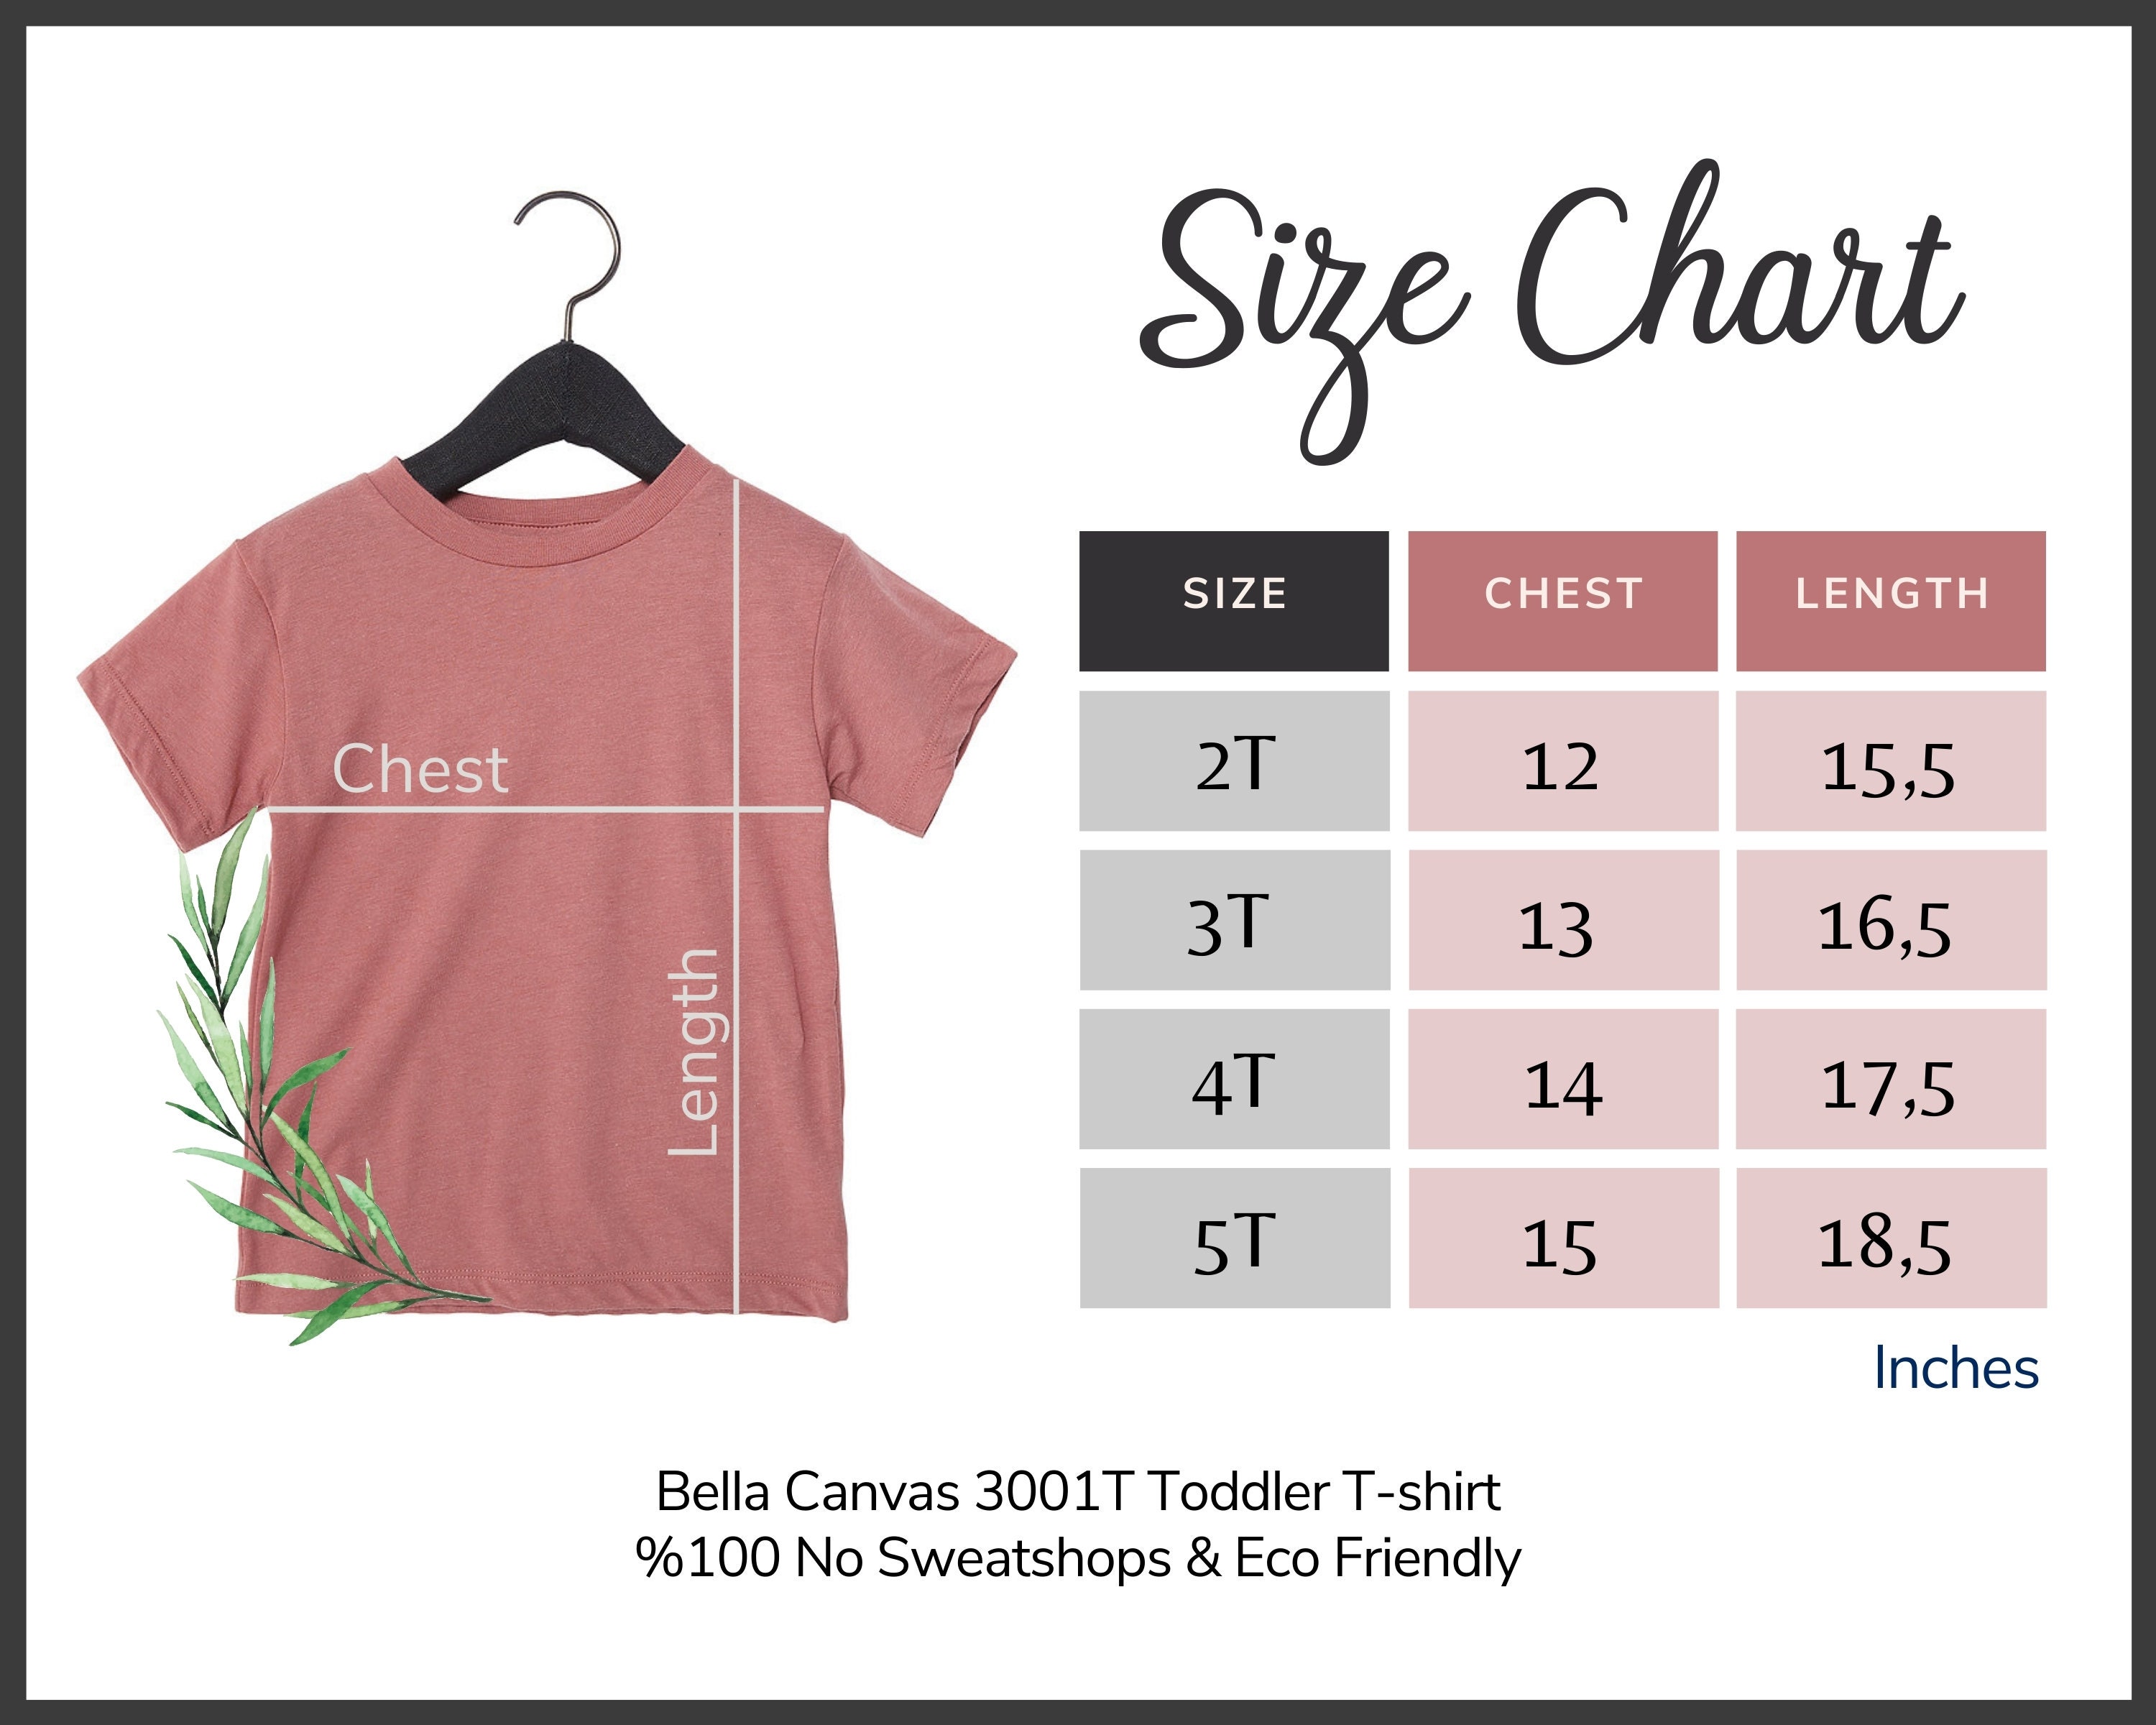 Size Chart
SIZE CHEST LENGTH
2T 12 15,5
3T 13 16,5
4T 14 17,5
5T 15 18,5
Inches
Chest
Length
Bella Canvas 3001T Toddler T-shirt
%100 No Sweatshops & Eco Friendly